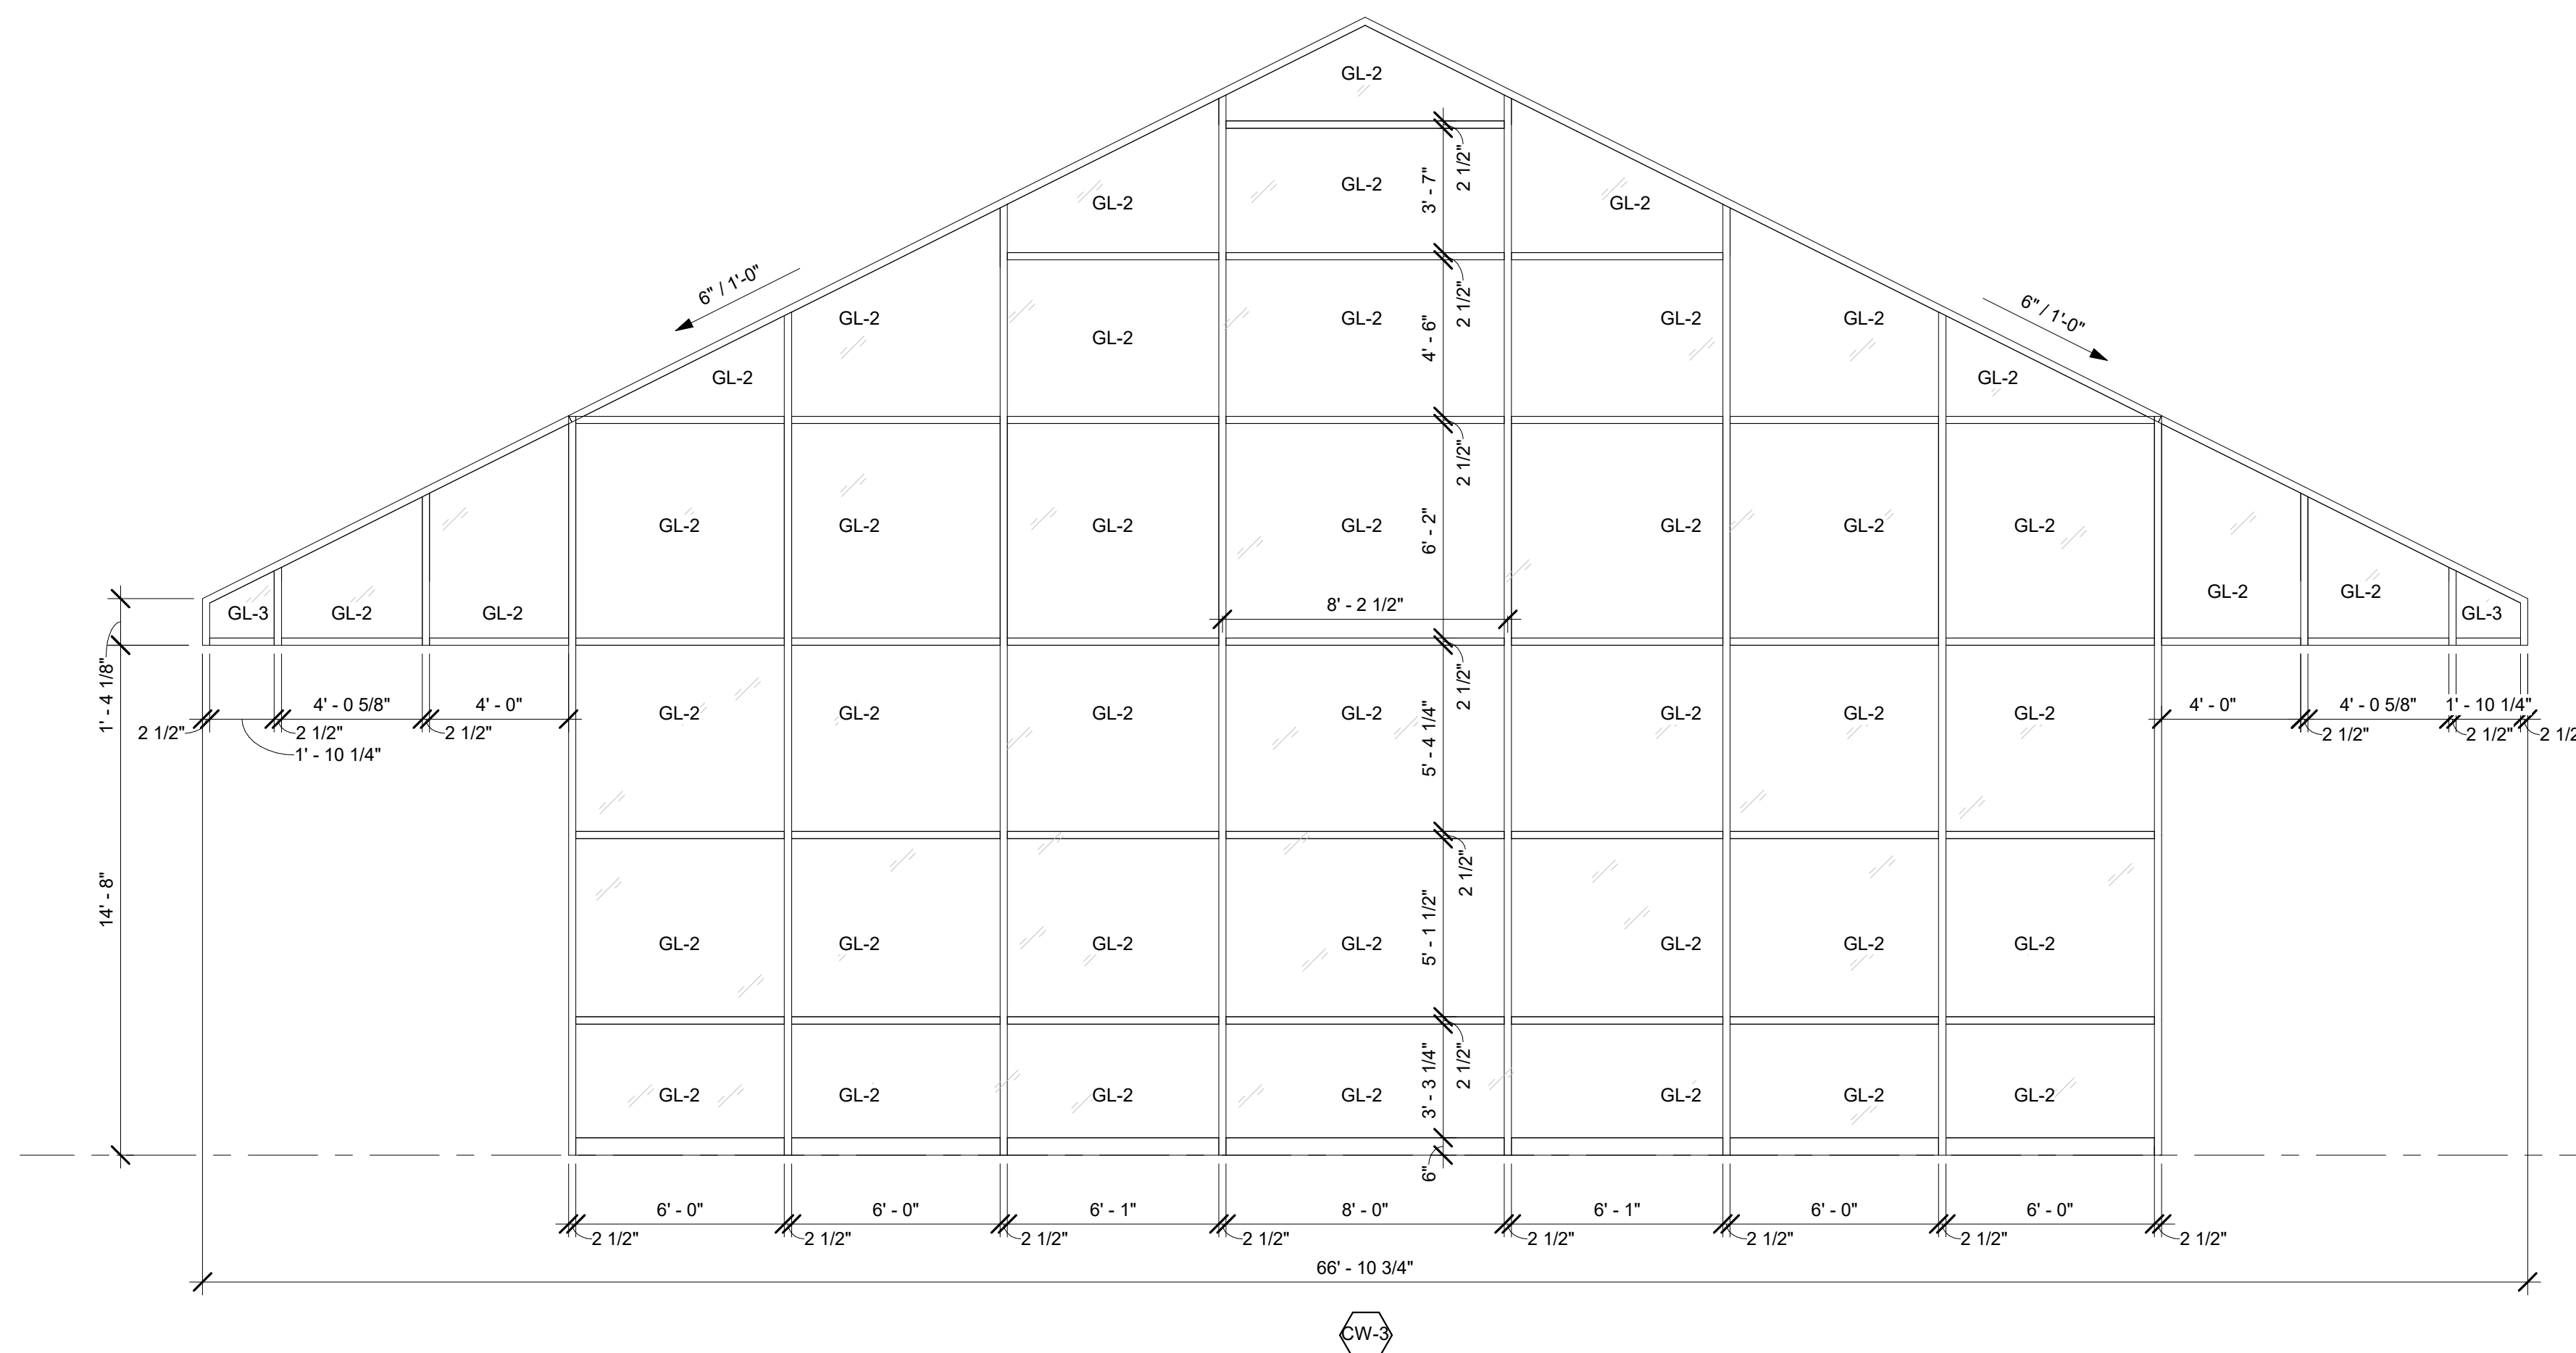 GL-2
2 1/2"
3' - 7"
GL-2
GL-2
GL-2
6" / 1'-0"
6" / 1'-0"
2 1/2"
4' - 6"
GL-2
GL-2
GL-2
GL-2
GL-2
GL-2
GL-2
2 1/2"
6' - 2"
GL-2
GL-2
GL-2
GL-2
GL-2
GL-2
GL-2
GL-3
GL-2
GL-2
8' - 2 1/2"
GL-2
GL-2
GL-3
1' - 4 1/8"
2 1/2"
4' - 0 5/8"
4' - 0"
2 1/2"
2 1/2"
2 1/2"
1' - 10 1/4"
GL-2
GL-2
GL-2
GL-2
5' - 4 1/4"
GL-2
GL-2
GL-2
4' - 0"
4' - 0 5/8"
1' - 10 1/4"
2 1/2"
2 1/2"
2 1/2
14' - 8"
2 1/2"
5' - 1 1/2"
GL-2
GL-2
GL-2
GL-2
GL-2
GL-2
GL-2
2 1/2"
3' - 3 1/4"
GL-2
GL-2
GL-2
GL-2
GL-2
GL-2
GL-2
6"
6' - 0"
6' - 0"
6' - 1"
8' - 0"
6' - 1"
6' - 0"
6' - 0"
2 1/2"
2 1/2"
2 1/2"
2 1/2"
2 1/2"
2 1/2"
2 1/2"
2 1/2"
66' - 10 3/4"
CW-3